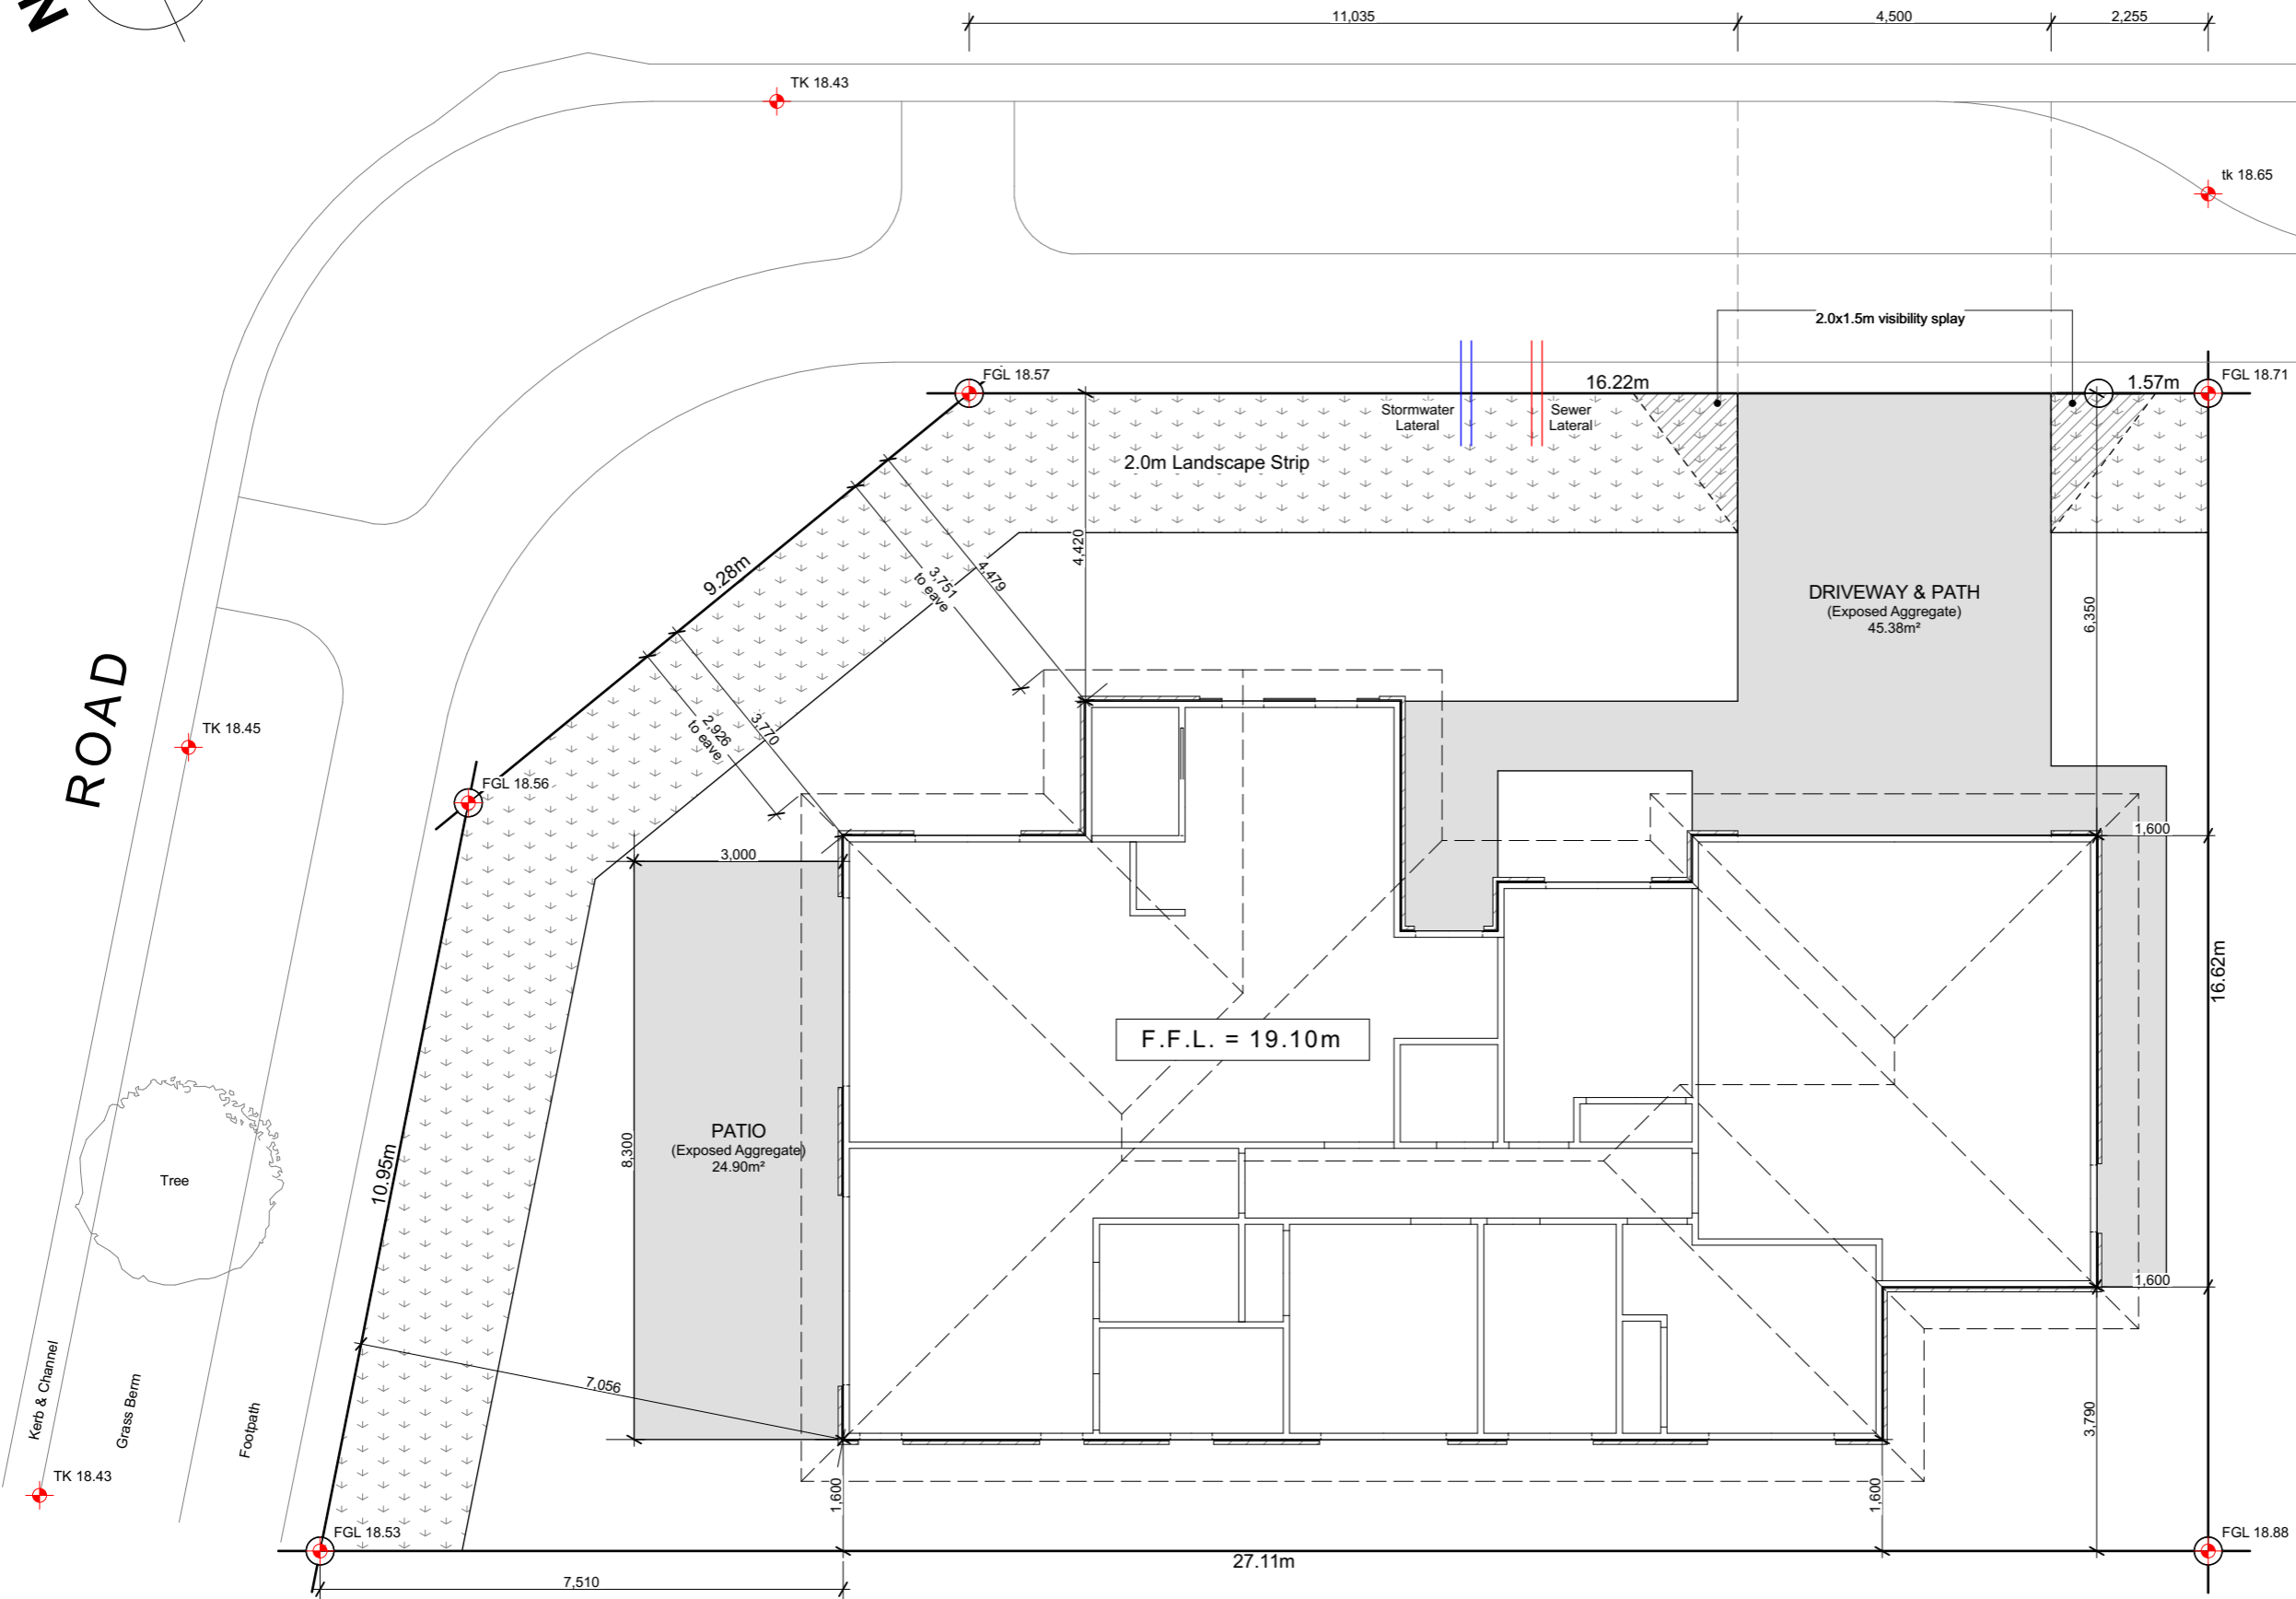 N
11,035
4,500
2,255
TK 18.43
tk 18.65
2.0x1.5m visibility splay
FGL 18.57
16.22m
1.57m
FGL 18.71
Stormwater
Lateral
Sewer
Lateral
2.0m Landscape Strip
4,420
9.28m
3,751
to eave
4,479
DRIVEWAY & PATH
(Exposed Aggregate)
45.38m²
6,350
ROAD
TK 18.45
2,926
to eave
3,770
FGL 18.56
3,000
1,600
16.62m
F.F.L. = 19.10m
PATIO
(Exposed Aggregate)
24.90m²
8,300
10.95m
Tree
1,600
Kerb & Channel
Grass Berm
Footpath
7,056
3,790
TK 18.43
1,600
1,600
FGL 18.53
FGL 18.88
27.11m
7,510